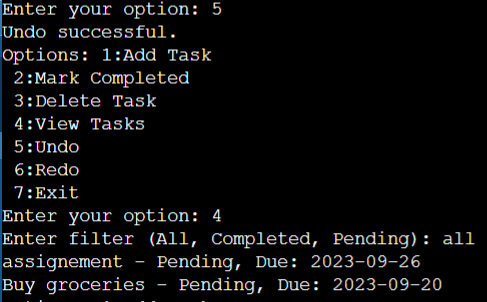 Enter your option: 5
Undo successful.
Options: 1:Add Task
2:Mark Completed
3:Delete Task
4:View Tasks
5:Undo
6:Redo
7:Exit
Enter your option: 4
Enter filter (All, Completed, Pending): all
assignement - Pending, Due: 2023-09-26
Buy groceries - Pending, Due: 2023-09-20